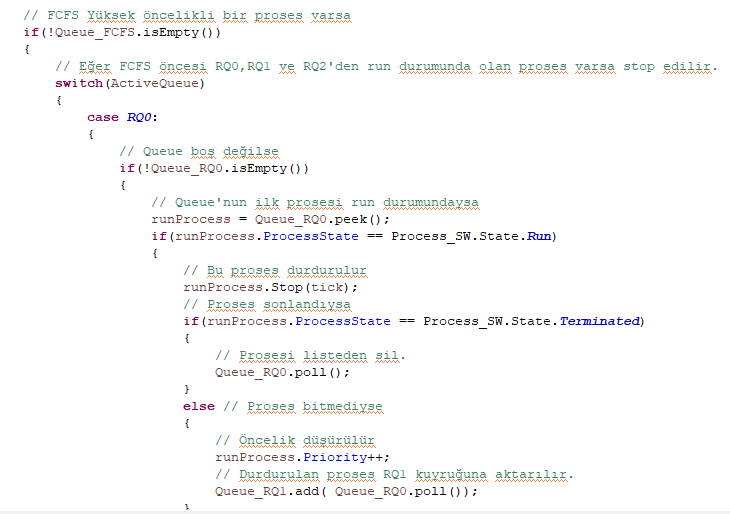 // FCFS Yüksek öncelikli bir proses varsa
if(!Queue_FCFS.isEmpty())
{
// Eğer FCFS öncesi RQ0,RQ1 ve RQ2'den run durumunda olan proses varsa stop edilir.
switch(ActiveQueue)
{
case RQ0:
{
// Queue boş değilse
if(!Queue_RQ0.isEmpty())
{
// Queue'nun ilk prosesi run durumundaysa
runProcess = Queue_RQ0.peek();
if(runProcess.ProcessState == Process_SW.State.Run)
{
// Bu proses durdurulur
runProcess.Stop(tick);
// Proses sonlandıysa
if(runProcess.ProcessState == Process_SW.State.Terminated)
{
// Prosesi listeden sil.
Queue_RQ0.poll();
}
else // Proses bitmediyse
{
// Öncelik düşürülür
runProcess.Priority++;
// Durdurulan proses RQ1 kuyruğuna aktarılır.
Queue_RQ1.add( Queue_RQ0.poll());
}